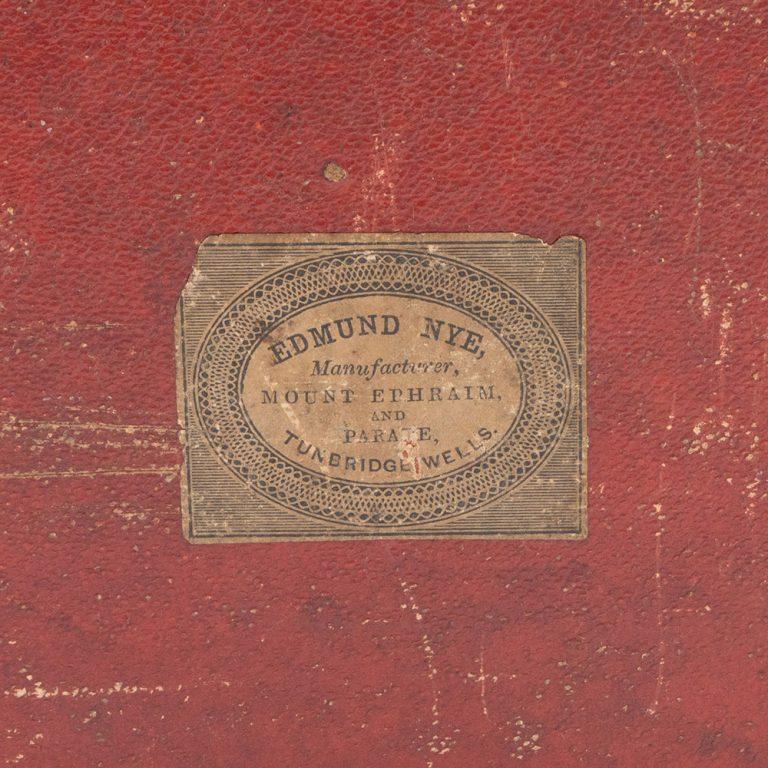 EDMUND NYE,
Manufacturer,
MOUNT EPHRAIM,
AND
PARADE,
TUNBRIDGE WELLS.